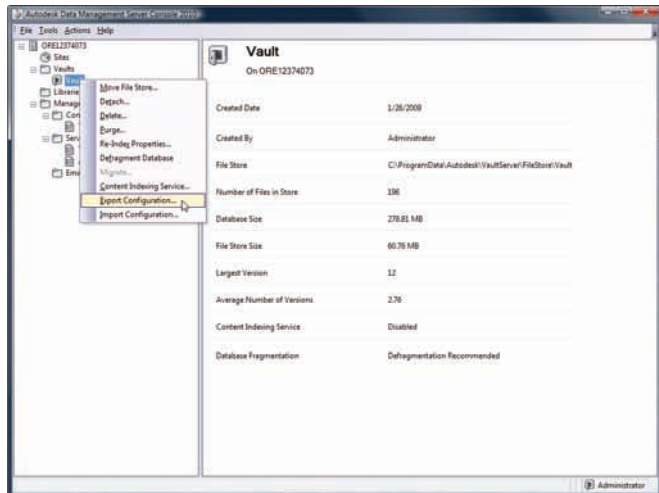 Autodesk Data Management Server Console 2010
File Tools Actions Help
ORE12374073
Sites
Vaults
Vault
Libraries
Move File Store...
Detach...
Delete...
Purge...
Re-Index Properties...
Defragment Database
Migrate...
Content Indexing Service...
Export Configuration...
Import Configuration...
Vault
On ORE12374073
Created Date 1/26/2009
Created By Administrator
File Store C:\ProgramData\Autodesk\VaultServer\FileStore\Vault
Number of Files in Store 196
Database Size 278.81 MB
File Store Size 60.76 MB
Largest Version 12
Average Number of Versions 2.76
Content Indexing Service Disabled
Database Fragmentation Defragmentation Recommended
Administrator